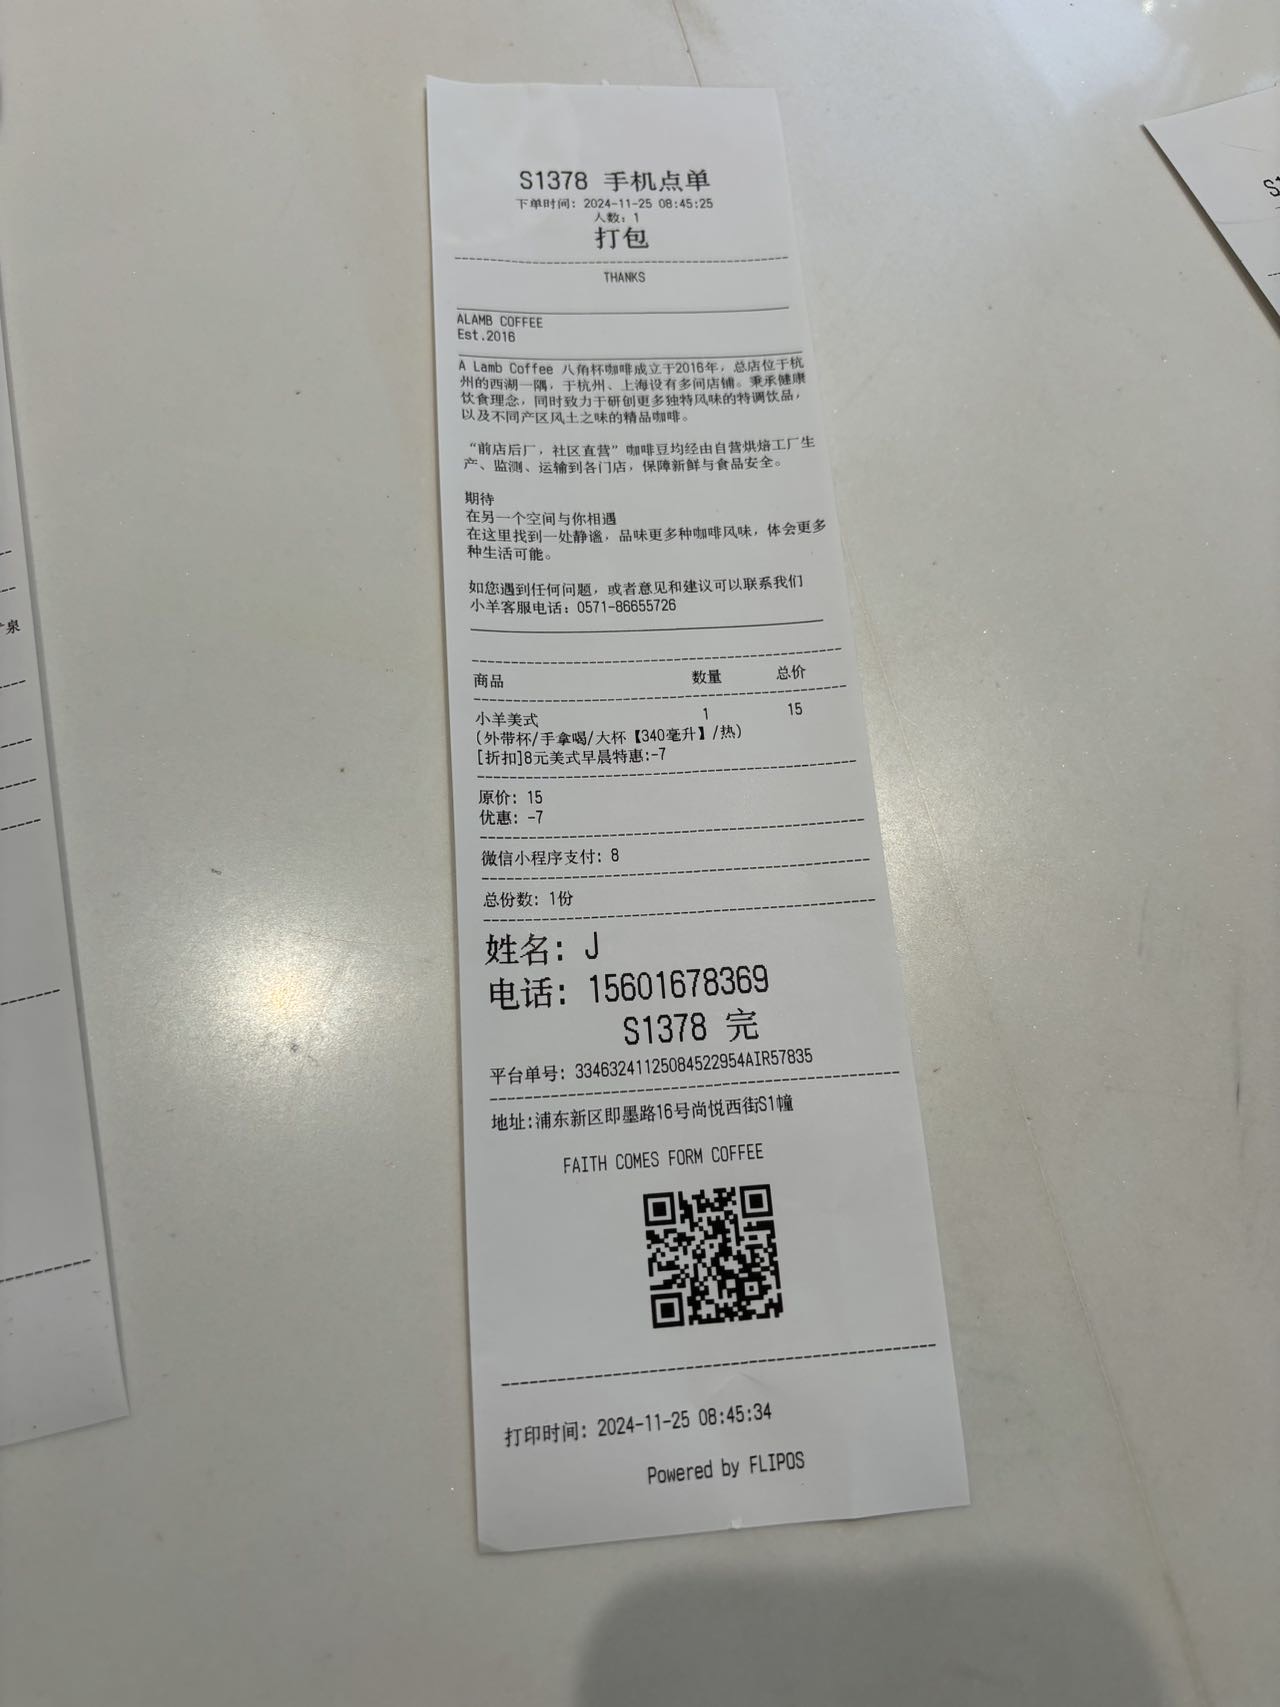 S1378 手机点单
下单时间: 2024-11-25 08:45:25
人数: 1
打包
THANKS
ALAMB COFFEE
Est.2016
A Lamb Coffee 八角杯咖啡成立于2016年，总店位于杭
州的西湖一隅，于杭州、上海设有多间店铺。秉承健康
饮食理念，同时致力于研创更多独特风味的特调饮品，
以及不同产区风土之味的精品咖啡。
“前店后厂，社区直营”咖啡豆均经由自营烘焙工厂生
产、监测、运输到各门店，保障新鲜与食品安全。
期待
在另一个空间与你相遇
在这里找到一处静谧，品味更多种咖啡风味，体会更多
种生活可能。
如您遇到任何问题，或者意见和建议可以联系我们
小羊客服电话：0571-86655726
商品 数量 总价
小羊美式 1 15
(外带杯/手拿喝/大杯【340毫升】/热)
[折扣]8元美式早晨特惠:-7
原价: 15
优惠: -7
微信小程序支付: 8
总份数: 1份
姓名: J
电话: 15601678369
S1378 完
平台单号: 33463241125084522954AIR57835
地址:浦东新区即墨路16号尚悦西街S1幢
FAITH COMES FORM COFFEE
打印时间: 2024-11-25 08:45:34
Powered by FLIPOS
泉